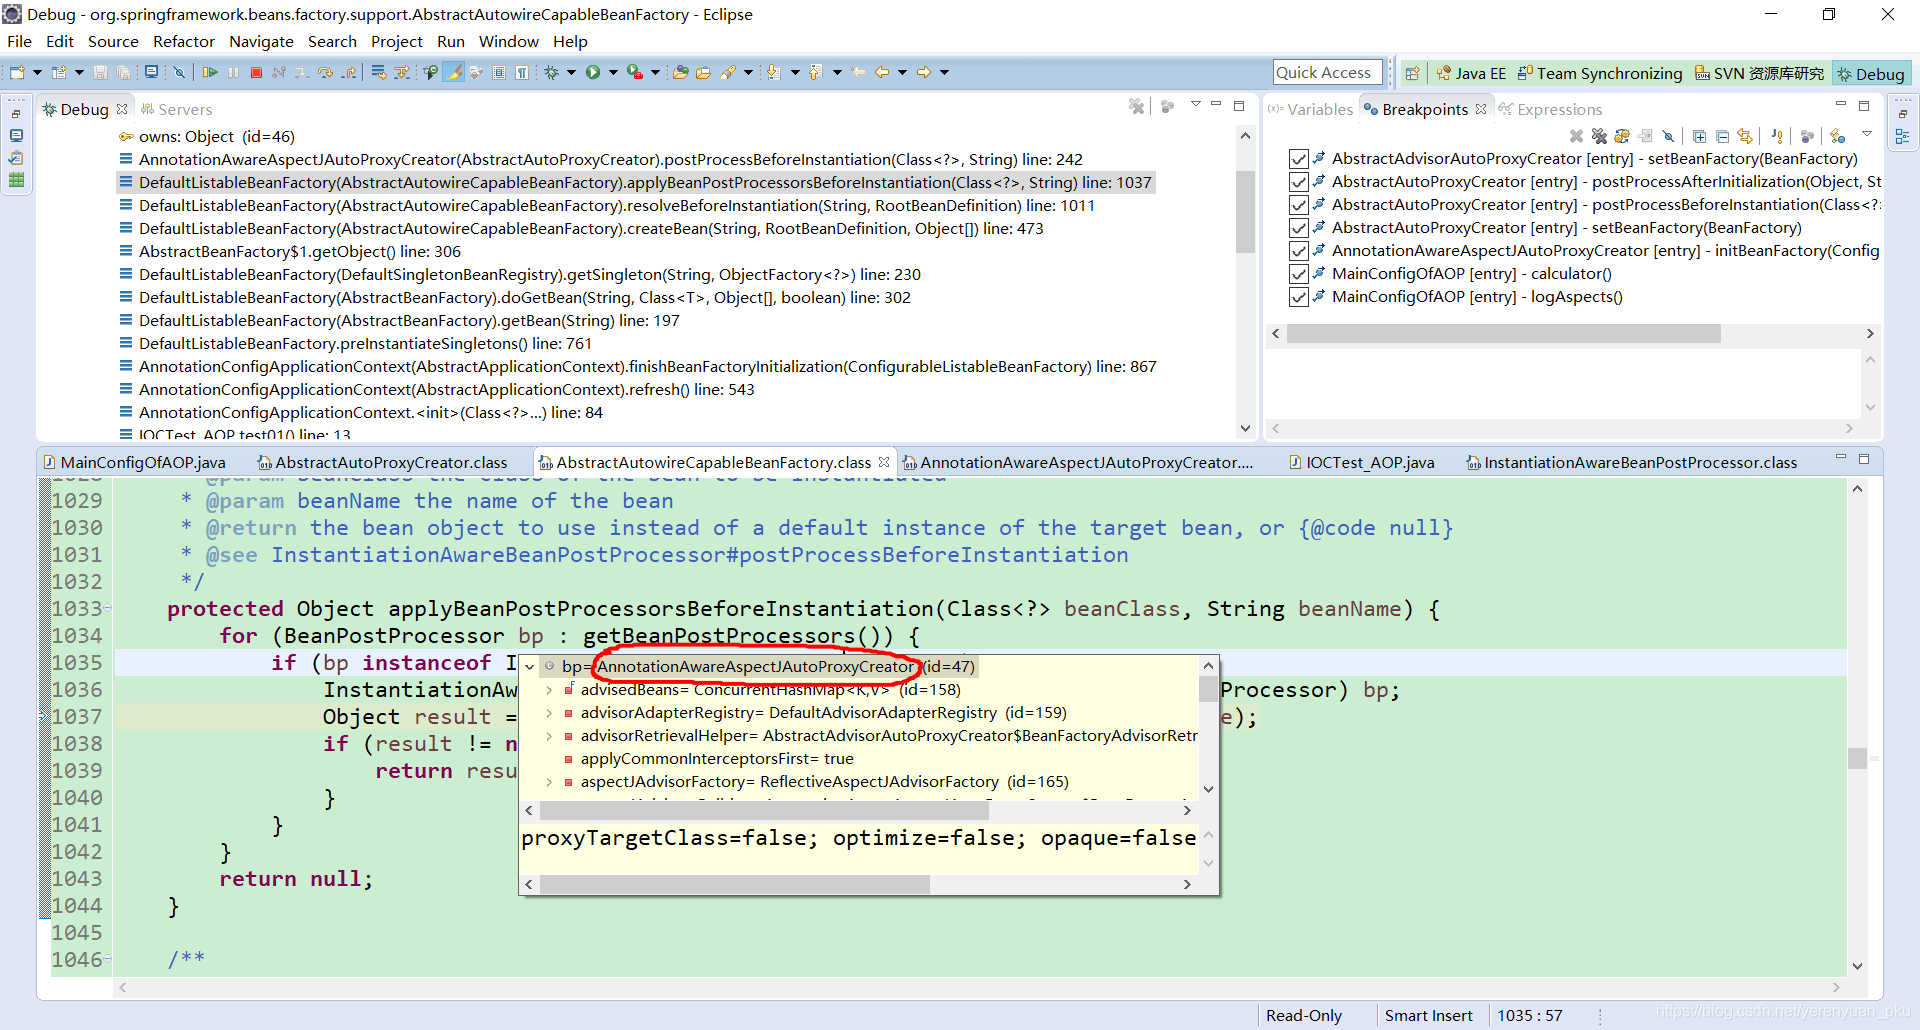 Debug - org.springframework.beans.factory.support.AbstractAutowireCapableBeanFactory - Eclipse
File Edit Source Refactor Navigate Search Project Run Window Help
Quick Access
Java EE Team Synchronizing SVN 资源库研究 Debug
Debug Servers
owns: Object (id=46)
AnnotationAwareAspectJAutoProxyCreator(AbstractAutoProxyCreator).postProcessBeforeInstantiation(Class<?>, String) line: 242
DefaultListableBeanFactory(AbstractAutowireCapableBeanFactory).applyBeanPostProcessorsBeforeInstantiation(Class<?>, String) line: 1037
DefaultListableBeanFactory(AbstractAutowireCapableBeanFactory).resolveBeforeInstantiation(String, RootBeanDefinition) line: 1011
DefaultListableBeanFactory(AbstractAutowireCapableBeanFactory).createBean(String, RootBeanDefinition, Object[]) line: 473
AbstractBeanFactory$1.getObject() line: 306
DefaultListableBeanFactory(DefaultSingletonBeanRegistry).getSingleton(String, ObjectFactory<?>) line: 230
DefaultListableBeanFactory(AbstractBeanFactory).doGetBean(String, Class<T>, Object[], boolean) line: 302
DefaultListableBeanFactory(AbstractBeanFactory).getBean(String) line: 197
DefaultListableBeanFactory.preInstantiateSingletons() line: 761
AnnotationConfigApplicationContext(AbstractApplicationContext).finishBeanFactoryInitialization(ConfigurableListableBeanFactory) line: 867
AnnotationConfigApplicationContext(AbstractApplicationContext).refresh() line: 543
AnnotationConfigApplicationContext.<init>(Class<?>...) line: 84
IOCTest_AOP.test01() line: 13
(x)= Variables Breakpoints Expressions
AbstractAdvisorAutoProxyCreator [entry] - setBeanFactory(BeanFactory)
AbstractAutoProxyCreator [entry] - postProcessAfterInitialization(Object, St
AbstractAutoProxyCreator [entry] - postProcessBeforeInstantiation(Class<?
AbstractAutoProxyCreator [entry] - setBeanFactory(BeanFactory)
AnnotationAwareAspectJAutoProxyCreator [entry] - initBeanFactory(Config
MainConfigOfAOP [entry] - calculator()
MainConfigOfAOP [entry] - logAspects()
MainConfigOfAOP.java AbstractAutoProxyCreator.class AbstractAutowireCapableBeanFactory.class AnnotationAwareAspectJAutoProxyCreator.... IOCTest_AOP.java InstantiationAwareBeanPostProcessor.class
1028 * @param beanClass the class of the bean to be instantiated
1029 * @param beanName the name of the bean
1030 * @return the bean object to use instead of a default instance of the target bean, or {@code null}
1031 * @see InstantiationAwareBeanPostProcessor#postProcessBeforeInstantiation
1032 */
1033 protected Object applyBeanPostProcessorsBeforeInstantiation(Class<?> beanClass, String beanName) {
1034 for (BeanPostProcessor bp : getBeanPostProcessors()) {
1035 if (bp instanceof I
1036 InstantiationAw Processor) bp;
1037 Object result = e);
1038 if (result != n
1039 return resu
1040 }
1041 }
1042 }
1043 return null;
1044 }
1045
1046 /**
bp= AnnotationAwareAspectJAutoProxyCreator (id=47)
advisedBeans= ConcurrentHashMap<K,V> (id=158)
advisorAdapterRegistry= DefaultAdvisorAdapterRegistry (id=159)
advisorRetrievalHelper= AbstractAdvisorAutoProxyCreator$BeanFactoryAdvisorRetr
applyCommonInterceptorsFirst= true
aspectJAdvisorFactory= ReflectiveAspectJAdvisorFactory (id=165)
proxyTargetClass=false; optimize=false; opaque=false
Read-Only Smart Insert 1035 : 57
https://blog.csdn.net/yerenyuan_pku